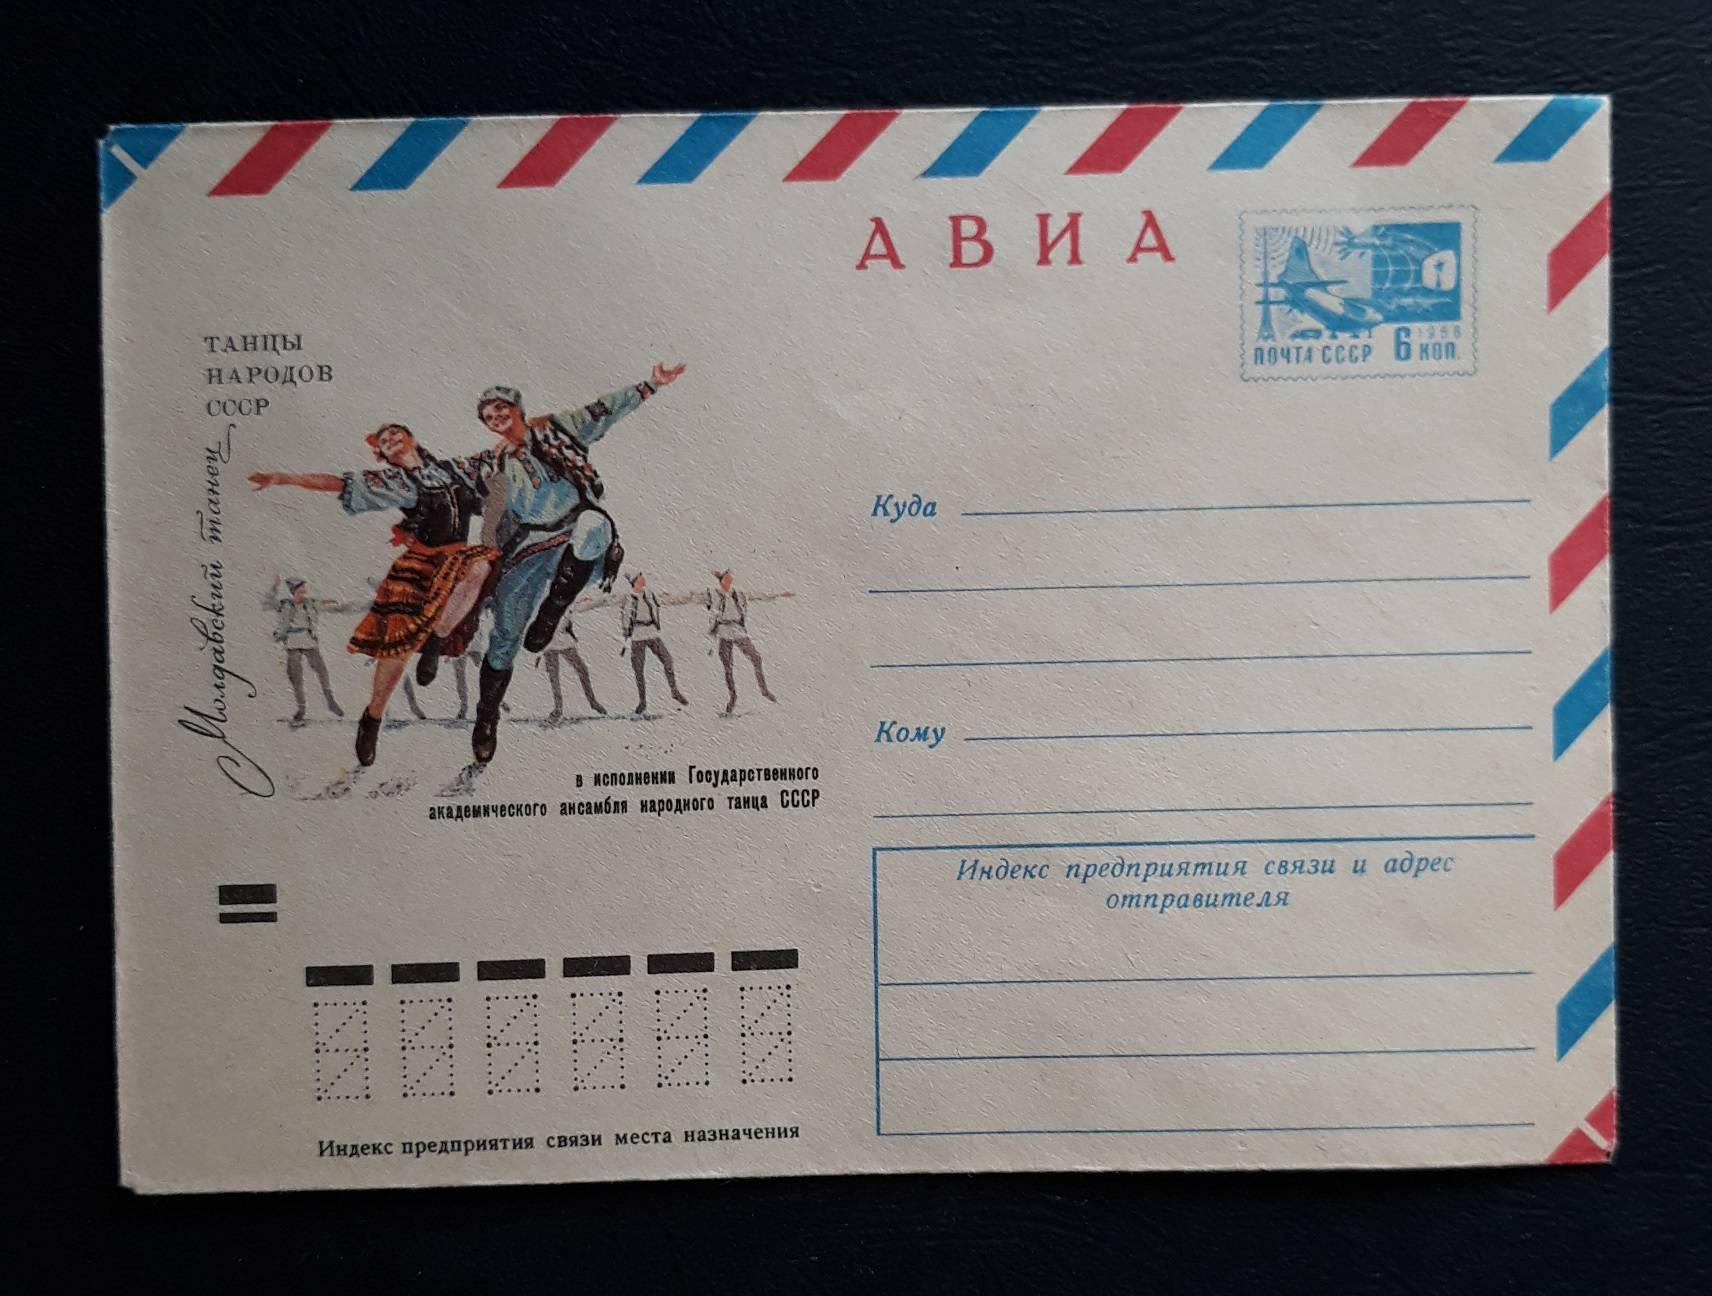 АВИА
1966
ПОЧТА СССР 6 КОП.
ТАНЦЫ
НАРОДОВ
СССР
Молдавский танец
в исполнении Государственного
академического ансамбля народного танца СССР
Куда
Кому
Индекс предприятия связи и адрес
отправителя
Индекс предприятия связи места назначения